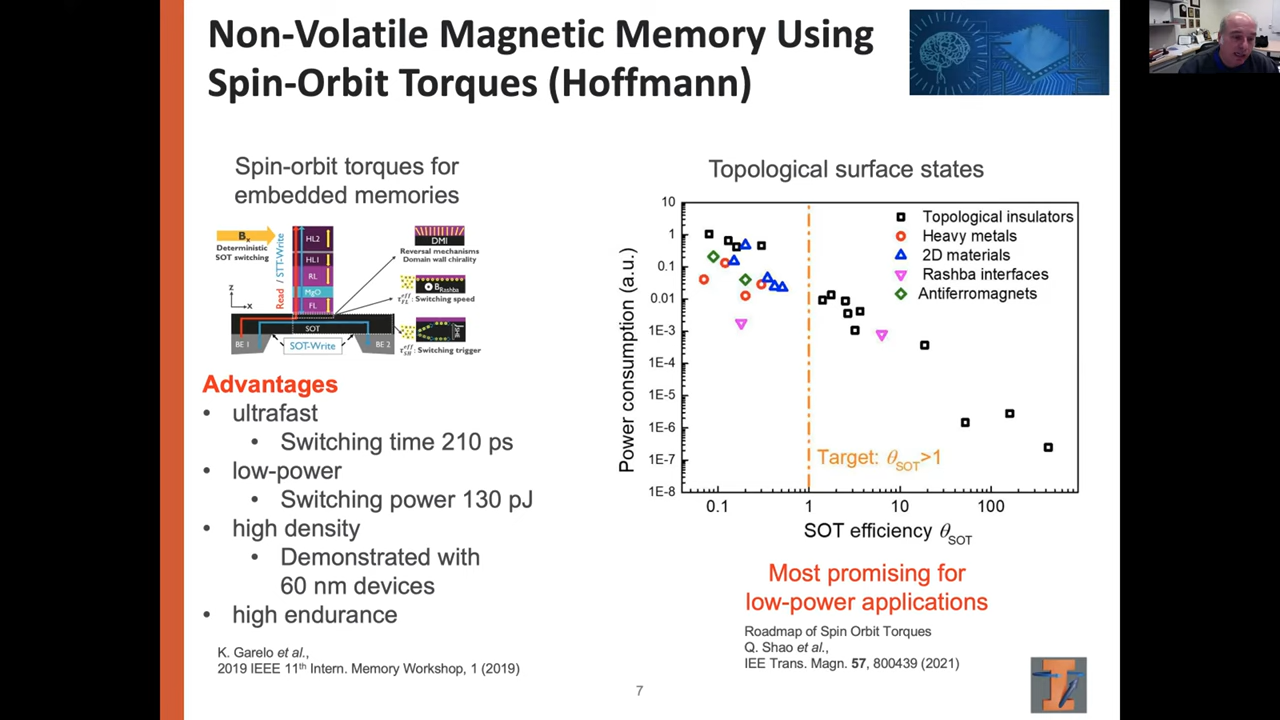 Non-Volatile Magnetic Memory Using
Spin-Orbit Torques (Hoffmann)
Spin-orbit torques for
embedded memories
Bx
Deterministic
SOT switching
z
x
Read / STT-Write
HL2
HL1
RL
MgO
FL
SOT
BE 1
SOT-Write
BE 2
DMI
Reversal mechanisms
Domain wall chirality
B Rashba
: Switching speed
: Switching trigger
Advantages
• ultrafast
• Switching time 210 ps
• low-power
• Switching power 130 pJ
• high density
• Demonstrated with
60 nm devices
• high endurance
K. Garelo et al.,
2019 IEEE 11th Intern. Memory Workshop, 1 (2019)
Topological surface states
Power consumption (a.u.)
10
1
0.1
0.01
1E-3
1E-4
1E-5
1E-6
1E-7
1E-8
Topological insulators
Heavy metals
2D materials
Rashba interfaces
Antiferromagnets
Target: θSOT>1
0.1 1 10 100
SOT efficiency θSOT
Most promising for
low-power applications
Roadmap of Spin Orbit Torques
Q. Shao et al.,
IEE Trans. Magn. 57, 800439 (2021)
7